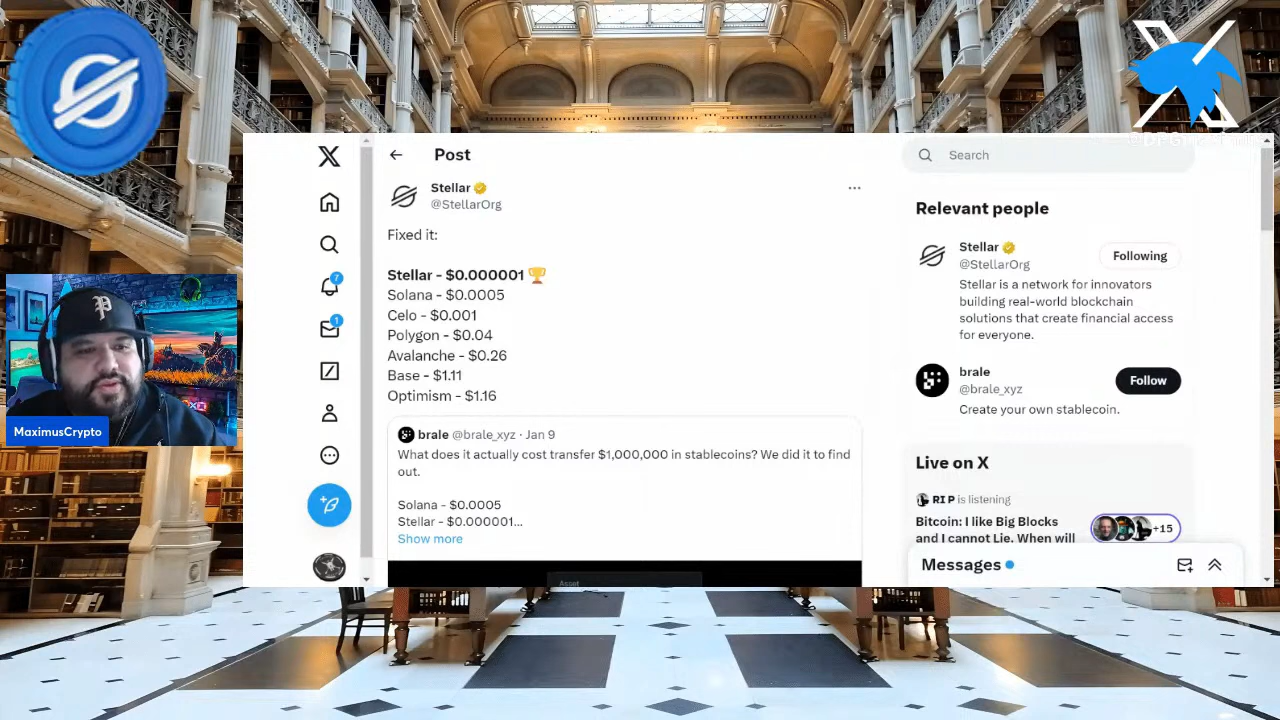 Post
Stellar
@StellarOrg
Fixed it:
Stellar - $0.000001 🏆
Solana - $0.0005
Celo - $0.001
Polygon - $0.04
Avalanche - $0.26
Base - $1.11
Optimism - $1.16
brale @brale_xyz · Jan 9
What does it actually cost transfer $1,000,000 in stablecoins? We did it to find
out.
Solana - $0.0005
Stellar - $0.000001...
Show more
Asset
Search
Relevant people
Stellar
@StellarOrg
Following
Stellar is a network for innovators
building real-world blockchain
solutions that create financial access
for everyone.
brale
@brale_xyz
Follow
Create your own stablecoin.
Live on X
R I P is listening
Bitcoin: I like Big Blocks
and I cannot Lie. When will
+15
Messages
7
1
P
MaximusCrypto